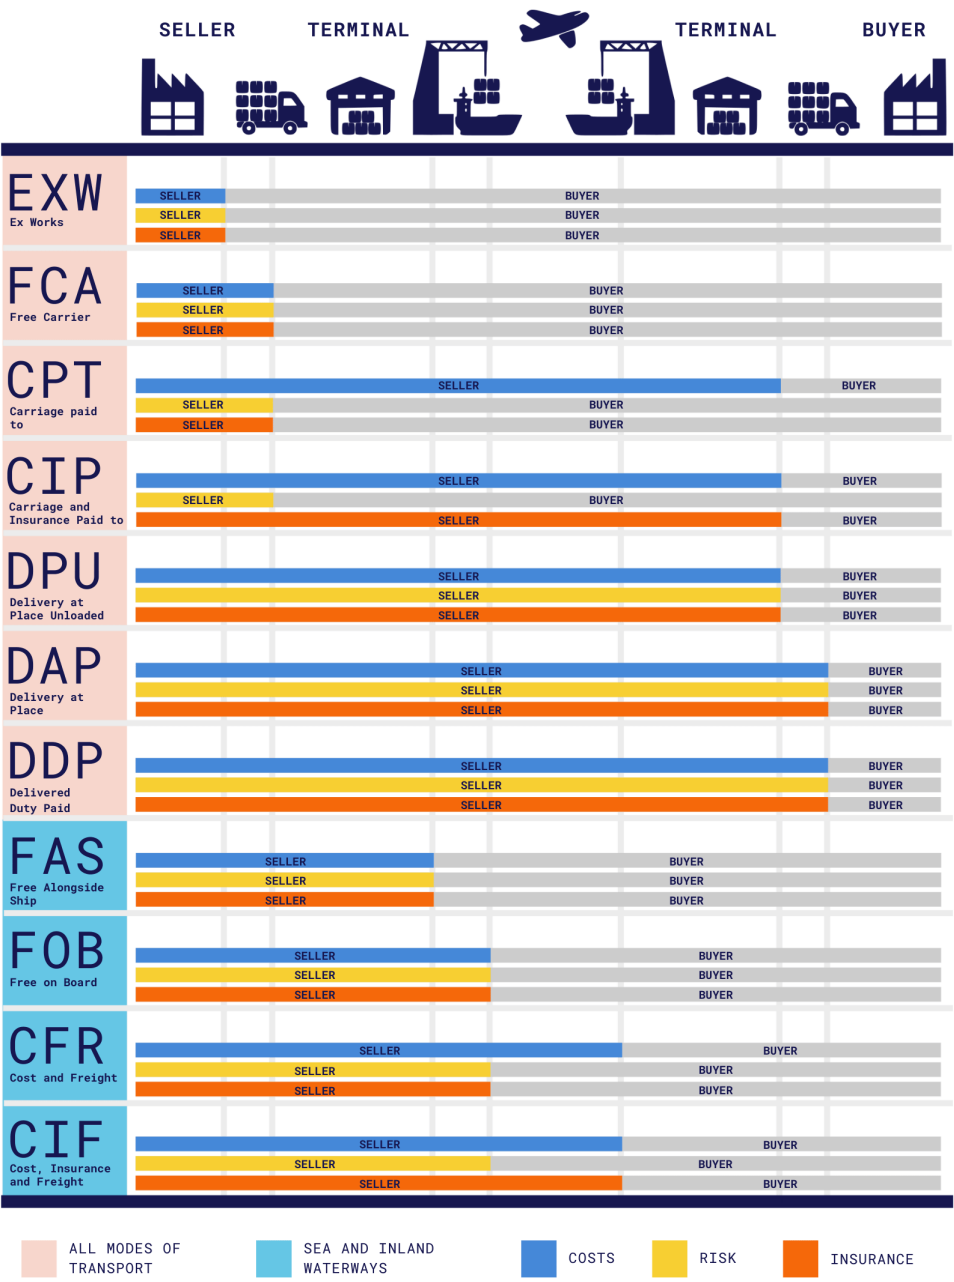 SELLER TERMINAL TERMINAL BUYER
EXW
Ex Works
SELLER BUYER
SELLER BUYER
SELLER BUYER
FCA
Free Carrier
SELLER BUYER
SELLER BUYER
SELLER BUYER
CPT
Carriage paid
to
SELLER BUYER
SELLER BUYER
SELLER BUYER
CIP
Carriage and
Insurance Paid to
SELLER BUYER
SELLER BUYER
SELLER BUYER
DPU
Delivery at
Place Unloaded
SELLER BUYER
SELLER BUYER
SELLER BUYER
DAP
Delivery at
Place
SELLER BUYER
SELLER BUYER
SELLER BUYER
DDP
Delivered
Duty Paid
SELLER BUYER
SELLER BUYER
SELLER BUYER
FAS
Free Alongside
Ship
SELLER BUYER
SELLER BUYER
SELLER BUYER
FOB
Free on Board
SELLER BUYER
SELLER BUYER
SELLER BUYER
CFR
Cost and Freight
SELLER BUYER
SELLER BUYER
SELLER BUYER
CIF
Cost, Insurance
and Freight
SELLER BUYER
SELLER BUYER
SELLER BUYER
ALL MODES OF
TRANSPORT
SEA AND INLAND
WATERWAYS
COSTS
RISK
INSURANCE